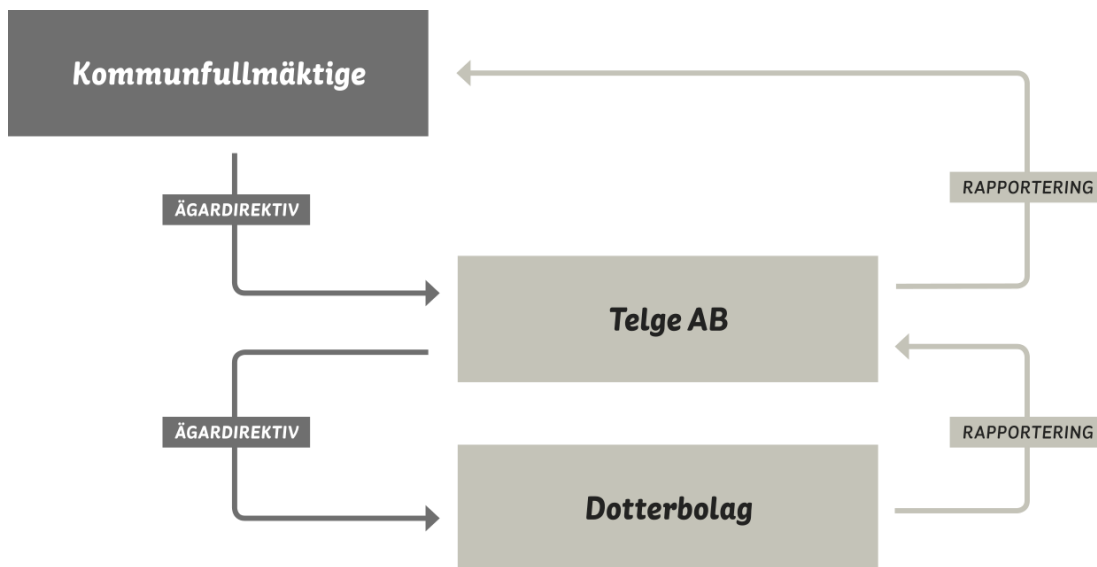 Kommunfullmäktige
ÄGARDIREKTIV
RAPPORTERING
Telge AB
ÄGARDIREKTIV
RAPPORTERING
Dotterbolag